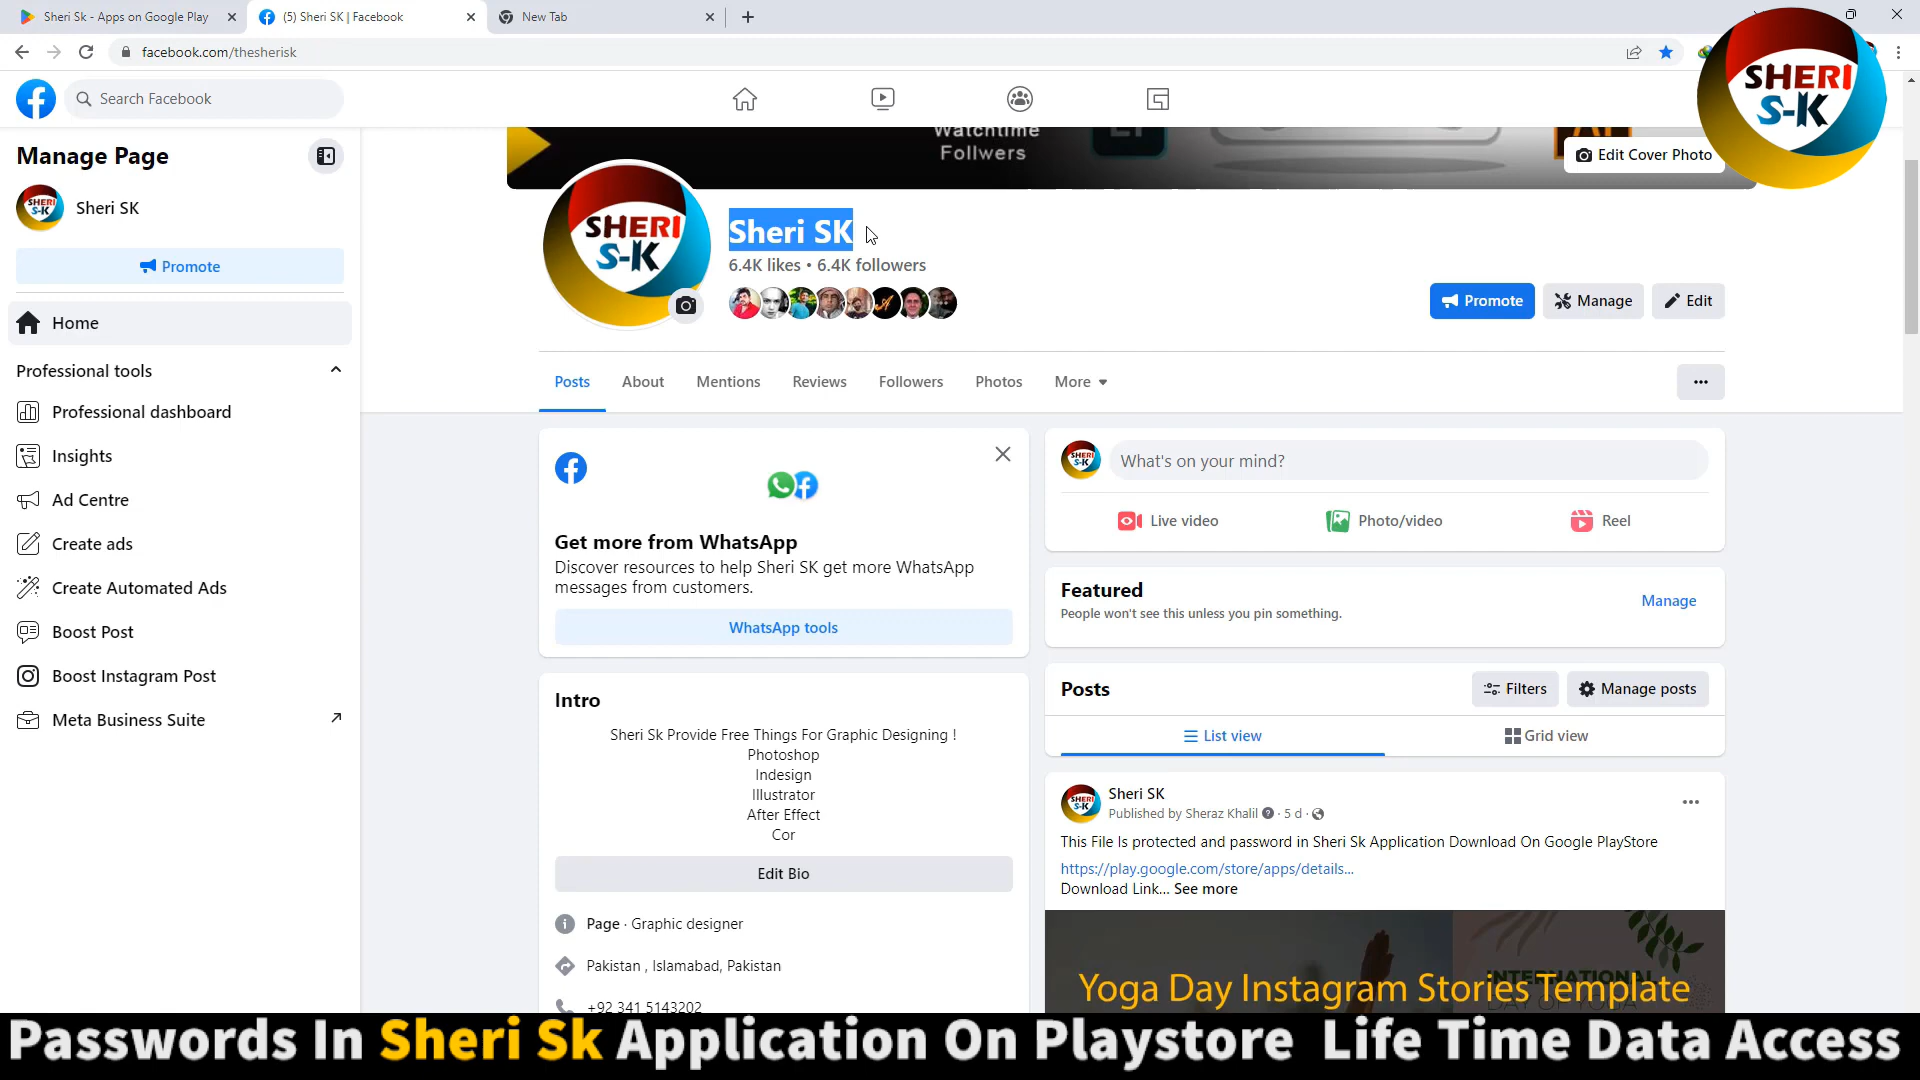 Sheri Sk - Apps on Google Play
(5) Sheri SK | Facebook
New Tab
facebook.com/thesherisk
SHERI
S-K
Search Facebook
Watchtime
Follwers
Edit Cover Photo
Manage Page
Sheri SK
Promote
Home
Professional tools
Professional dashboard
Insights
Ad Centre
Create ads
Create Automated Ads
Boost Post
Boost Instagram Post
Meta Business Suite
SHERI
S-K
Sheri SK
6.4K likes • 6.4K followers
Promote
Manage
Edit
Posts
About
Mentions
Reviews
Followers
Photos
More
Get more from WhatsApp
Discover resources to help Sheri SK get more WhatsApp
messages from customers.
WhatsApp tools
Intro
Sheri Sk Provide Free Things For Graphic Designing !
Photoshop
Indesign
Illustrator
After Effect
Cor
Edit Bio
Page · Graphic designer
Pakistan , Islamabad, Pakistan
+92 341 5143202
What's on your mind?
Live video
Photo/video
Reel
Featured
People won't see this unless you pin something.
Manage
Posts
Filters
Manage posts
List view
Grid view
Sheri SK
Published by Sheraz Khalil · 5 d ·
This File Is protected and password in Sheri Sk Application Download On Google PlayStore
https://play.google.com/store/apps/details...
Download Link... See more
INTERNATIONAL
DAY OF YOGA
Yoga Day Instagram Stories Template
Passwords In Sheri Sk Application On Playstore Life Time Data Access